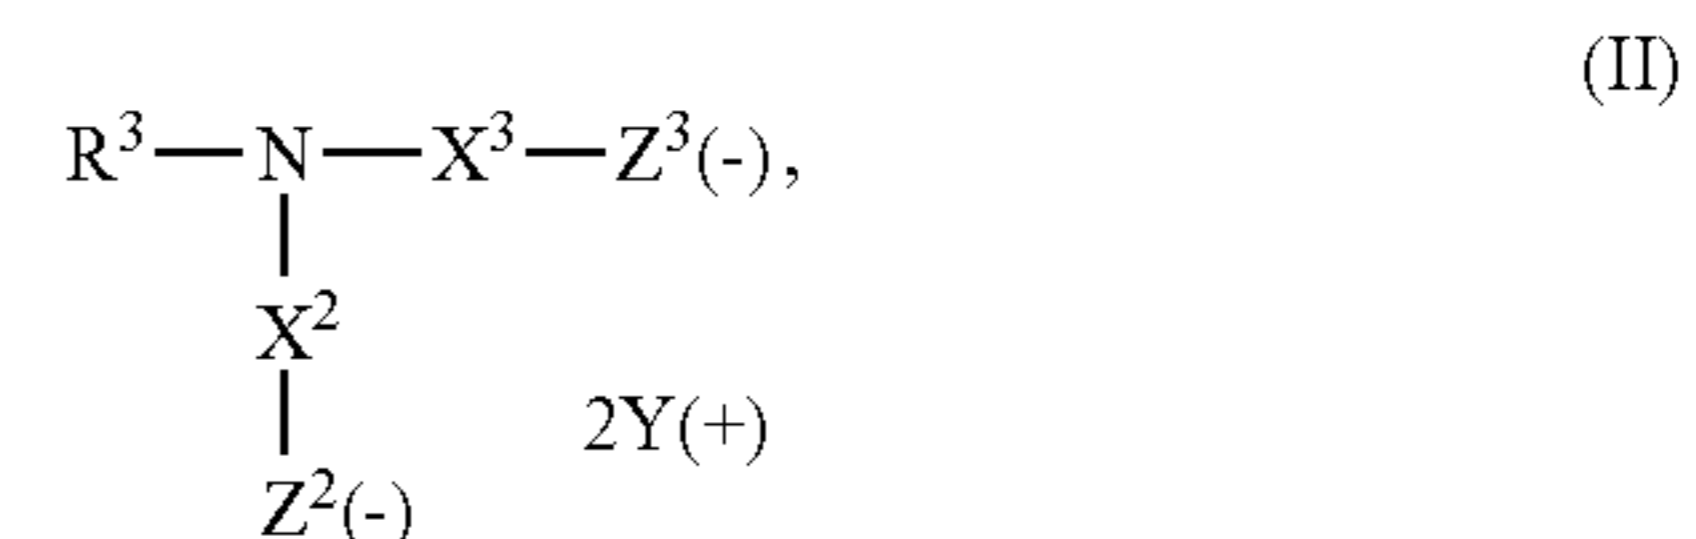 (II)
R³—N—X³—Z³(-),
X²
2Y(+)
Z²(-)